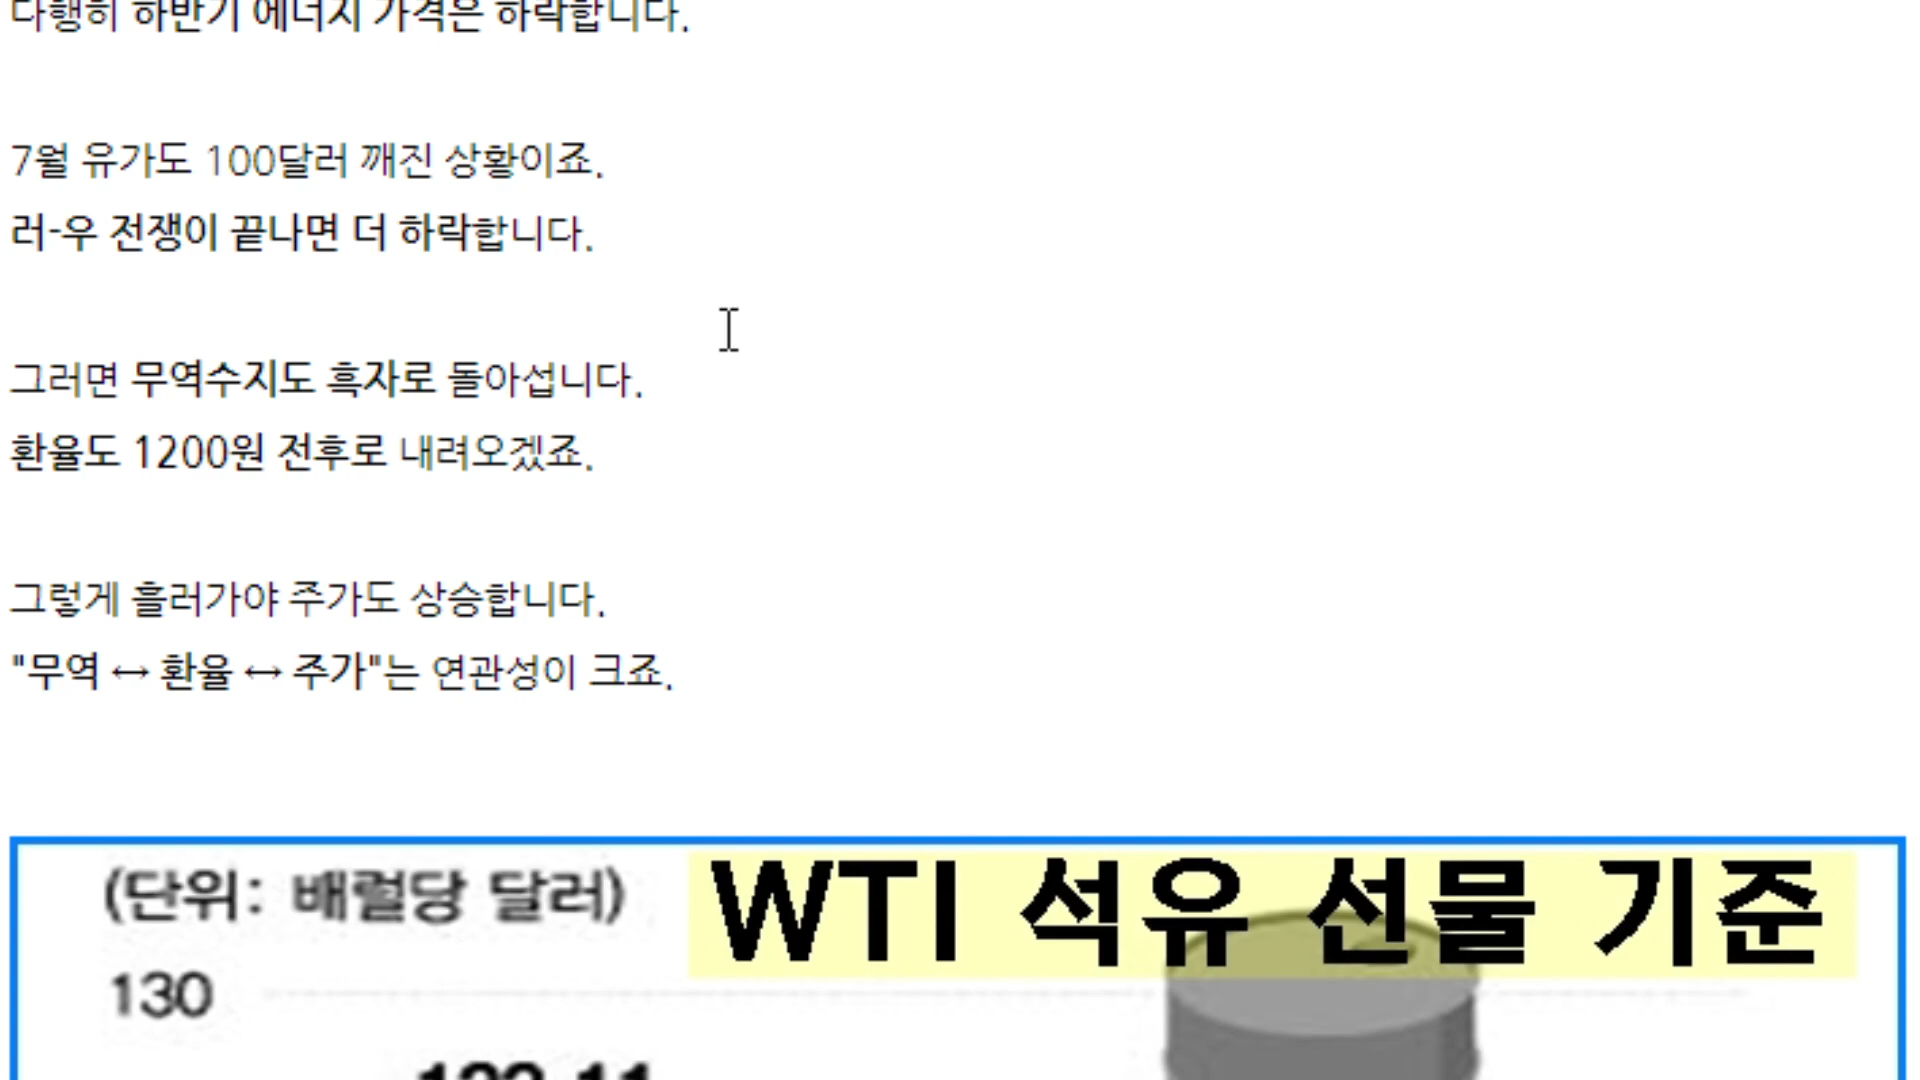 다행히 하반기 에너지 가격은 하락합니다.
7월 유가도 100달러 깨진 상황이죠.
러-우 전쟁이 끝나면 더 하락합니다.
그러면 무역수지도 흑자로 돌아섭니다.
환율도 1200원 전후로 내려오겠죠.
그렇게 흘러가야 주가도 상승합니다.
"무역 ↔ 환율 ↔ 주가"는 연관성이 크죠.
(단위: 배럴당 달러) WTI 석유 선물 기준
130